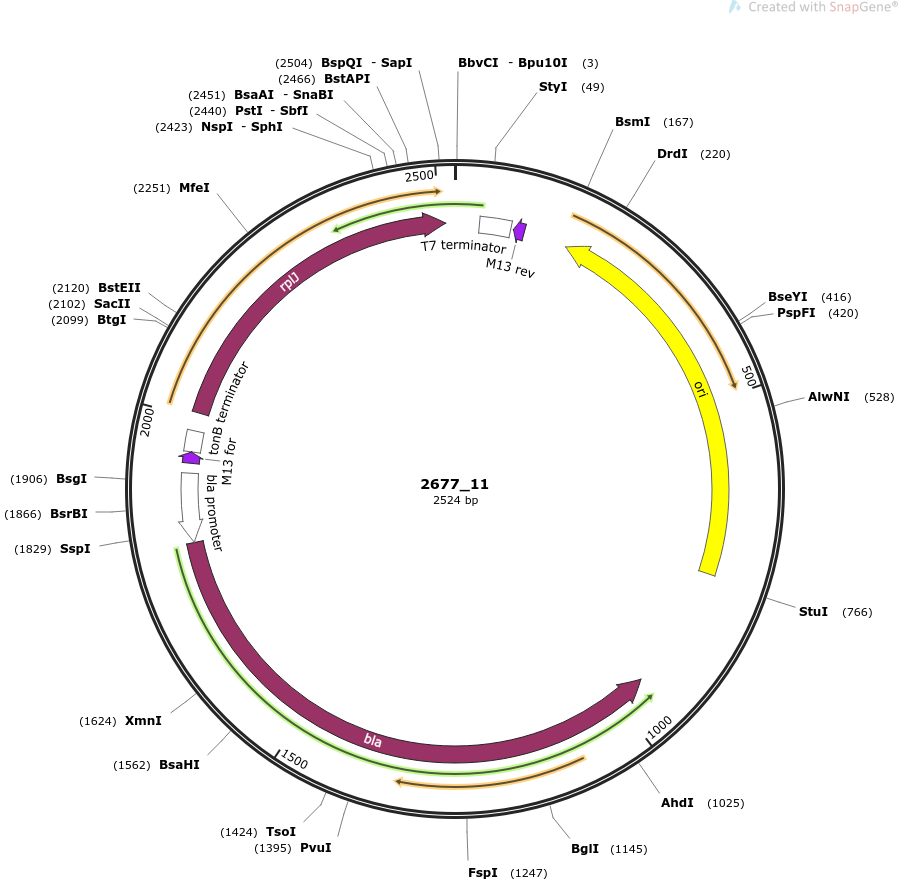 Created with SnapGene®
(2504) BspQI - SapI
(2466) BstAPI
(2451) BsaAI - SnaBI
(2440) PstI - SbfI
(2423) NspI - SphI
BbvCI - Bpu10I (3)
StyI (49)
BsmI (167)
DrdI (220)
(2251) MfeI
2500
T7 terminator
M13 rev
rplJ
(2120) BstEII
(2102) SacII
(2099) BtgI
BseYI (416)
PspFI (420)
500
ori
AlwNI (528)
2000
tonB terminator
M13 for
bla promoter
(1906) BsgI
(1866) BsrBI
(1829) SspI
2677_11
2524 bp
StuI (766)
(1624) XmnI
(1562) BsaHI
bla
1500
1000
AhdI (1025)
(1424) TsoI
(1395) PvuI
BglI (1145)
FspI (1247)